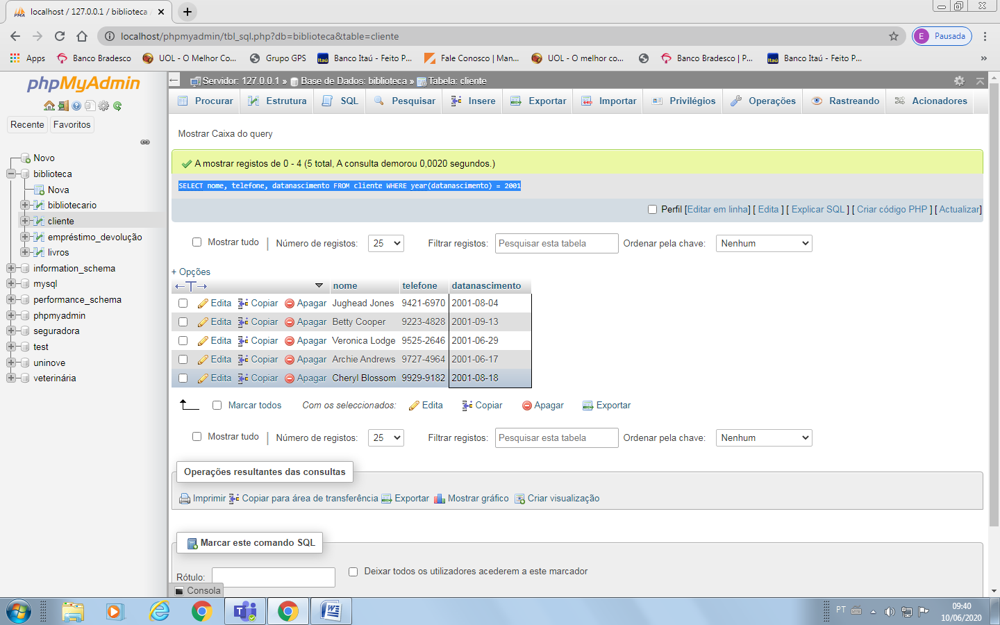 localhost / 127.0.0.1 / biblioteca
localhost/phpmyadmin/tbl_sql.php?db=biblioteca&table=cliente
E Pausada
Apps Banco Bradesco UOL - O Melhor Co... Grupo GPS Banco Itaú - Feito P... Fale Conosco | Man... UOL - O melhor co... Banco Bradesco | P... Banco Itaú - Feito P... »
phpMyAdmin
Recente Favoritos
Novo
biblioteca
Nova
bibliotecario
cliente
empréstimo_devolução
livros
information_schema
mysql
performance_schema
phpmyadmin
seguradora
test
uninove
veterinária
Servidor: 127.0.0.1 » Base de Dados: biblioteca » Tabela: cliente
Procurar Estrutura SQL Pesquisar Insere Exportar Importar Privilégios Operações Rastreando Acionadores
Mostrar Caixa do query
A mostrar registos de 0 - 4 (5 total, A consulta demorou 0,0020 segundos.)
SELECT nome, telefone, datanascimento FROM cliente WHERE year(datanascimento) = 2001
Perfil [Editar em linha] [ Edita ] [ Explicar SQL ] [ Criar código PHP ] [ Actualizar]
Mostrar tudo | Número de registos: 25 Filtrar registos: Pesquisar esta tabela Ordenar pela chave: Nenhum
+ Opções
←T→ nome telefone datanascimento
Edita Copiar Apagar Jughead Jones 9421-6970 2001-08-04
Edita Copiar Apagar Betty Cooper 9223-4828 2001-09-13
Edita Copiar Apagar Veronica Lodge 9525-2646 2001-06-29
Edita Copiar Apagar Archie Andrews 9727-4964 2001-06-17
Edita Copiar Apagar Cheryl Blossom 9929-9182 2001-08-18
Marcar todos Com os seleccionados: Edita Copiar Apagar Exportar
Mostrar tudo | Número de registos: 25 Filtrar registos: Pesquisar esta tabela Ordenar pela chave: Nenhum
Operações resultantes das consultas
Imprimir Copiar para área de transferência Exportar Mostrar gráfico Criar visualização
Marcar este comando SQL
Rótulo: Deixar todos os utilizadores acederem a este marcador
Consola
PT 09:40
10/06/2020